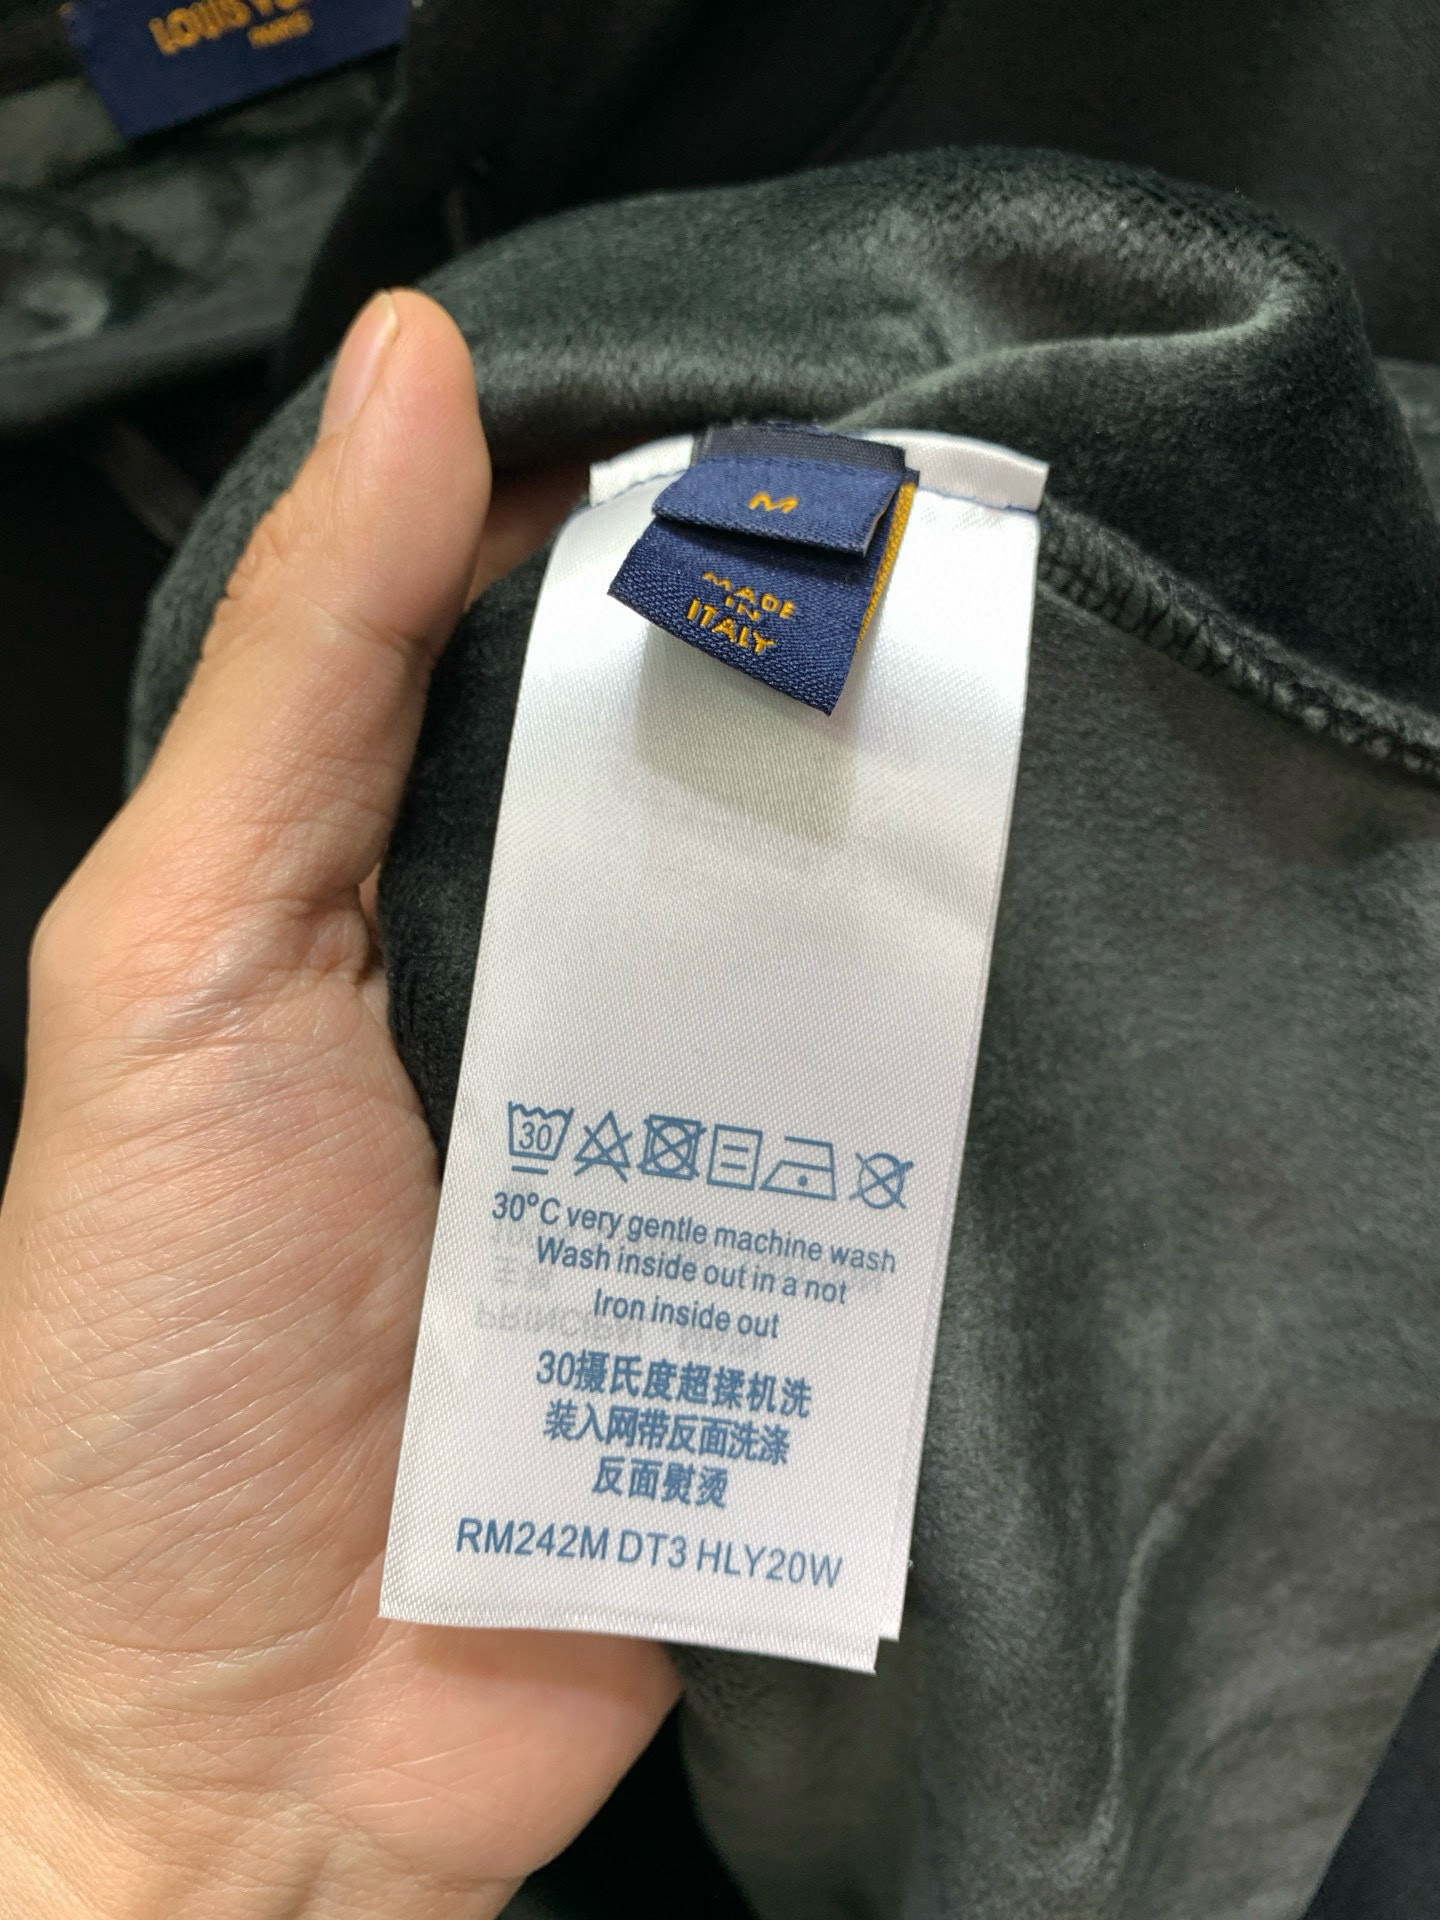 LOUIS
PARIS
M
MADE
IN
ITALY
30
30°C very gentle machine wash
Wash inside out in a not
Iron inside out
30摄氏度超揉机洗
装入网带反面洗涤
反面熨烫
RM242M DT3 HLY20W